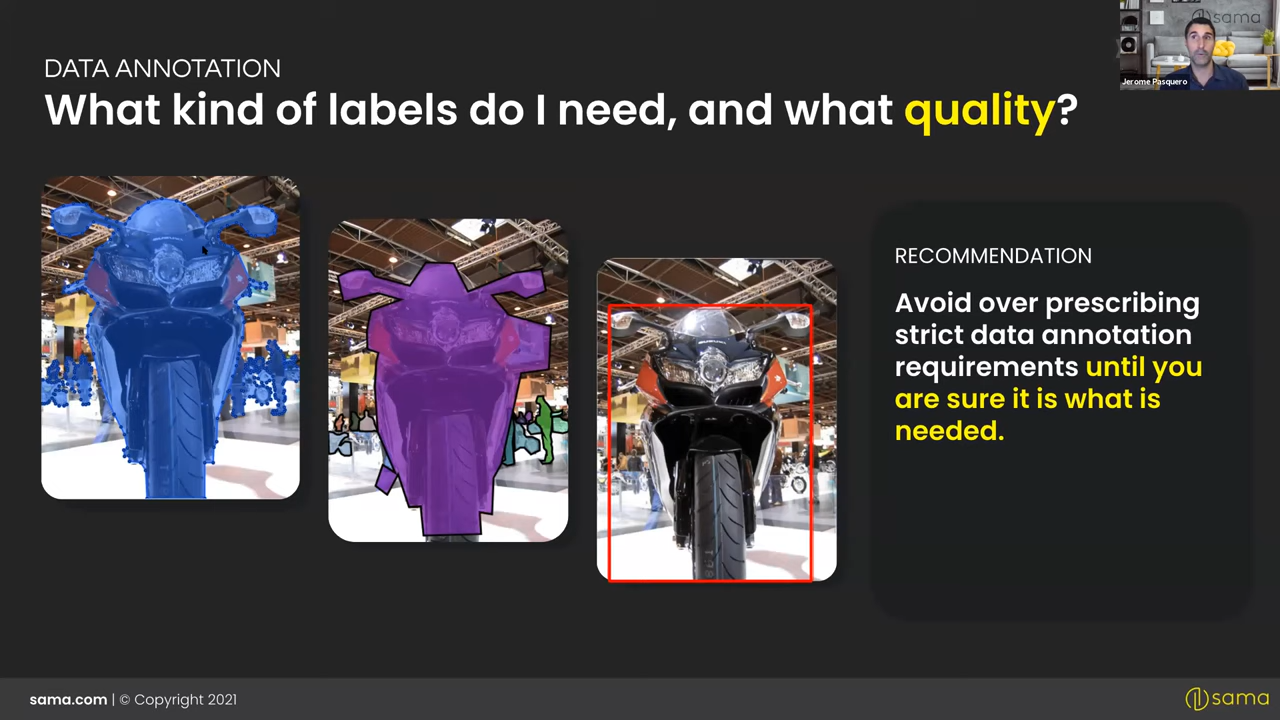 sama
Jerome Pasquero
DATA ANNOTATION
What kind of labels do I need, and what quality?
SUZUKI
RECOMMENDATION
Avoid over prescribing
strict data annotation
requirements until you
are sure it is what is
needed.
sama.com | © Copyright 2021
sama